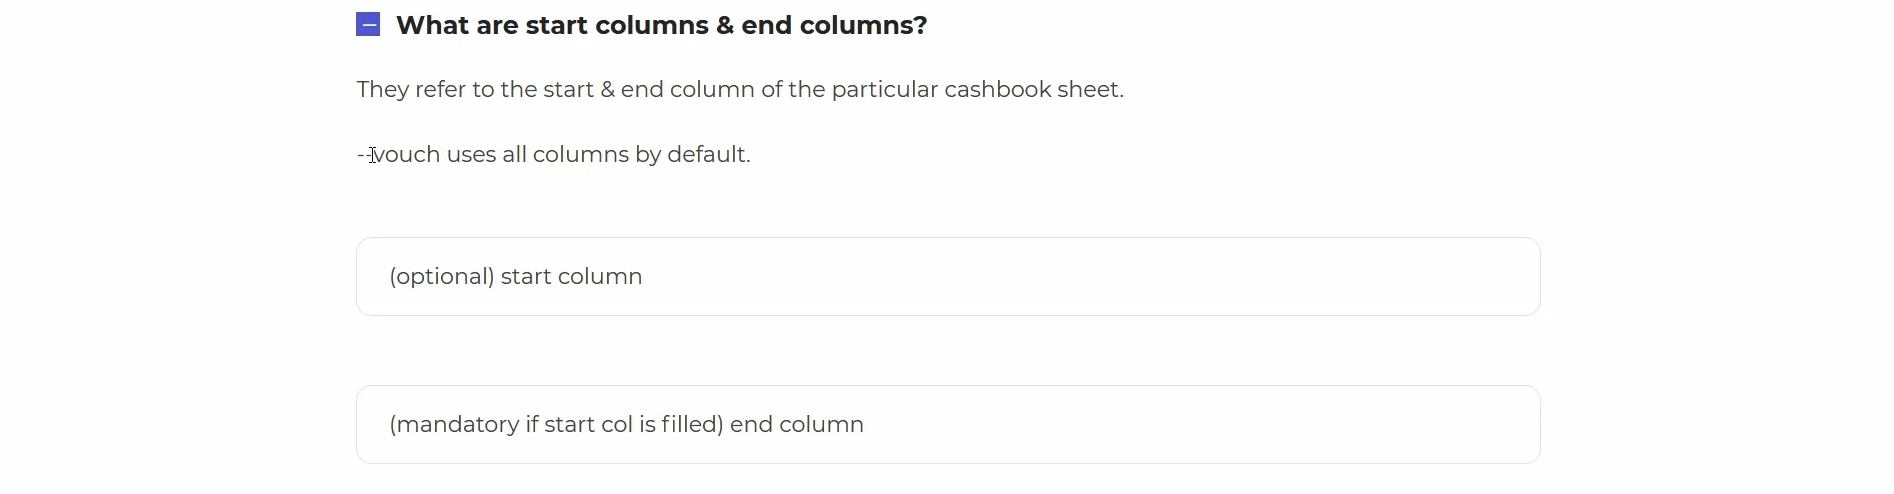 What are start columns & end columns?
They refer to the start & end column of the particular cashbook sheet.
--vouch uses all columns by default.
(optional) start column
(mandatory if start col is filled) end column